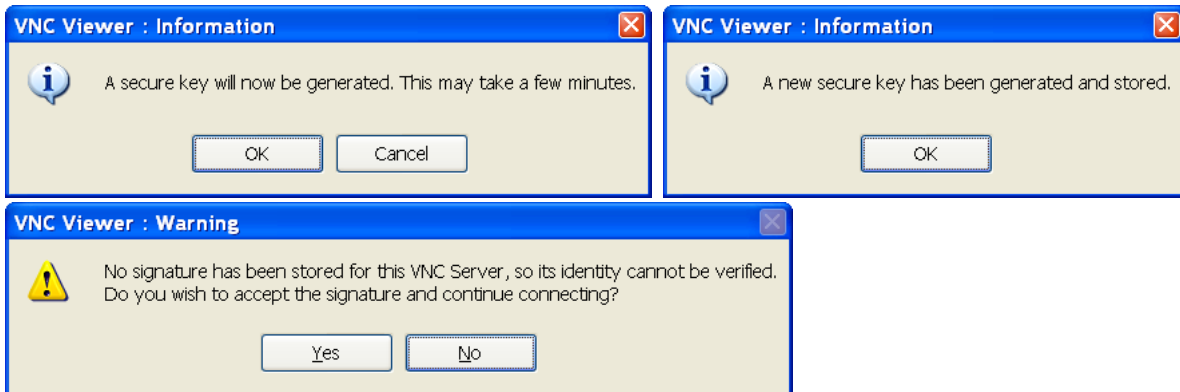 VNC Viewer : Information
A secure key will now be generated. This may take a few minutes.
OK Cancel
VNC Viewer : Information
A new secure key has been generated and stored.
OK
VNC Viewer : Warning
No signature has been stored for this VNC Server, so its identity cannot be verified.
Do you wish to accept the signature and continue connecting?
Yes No